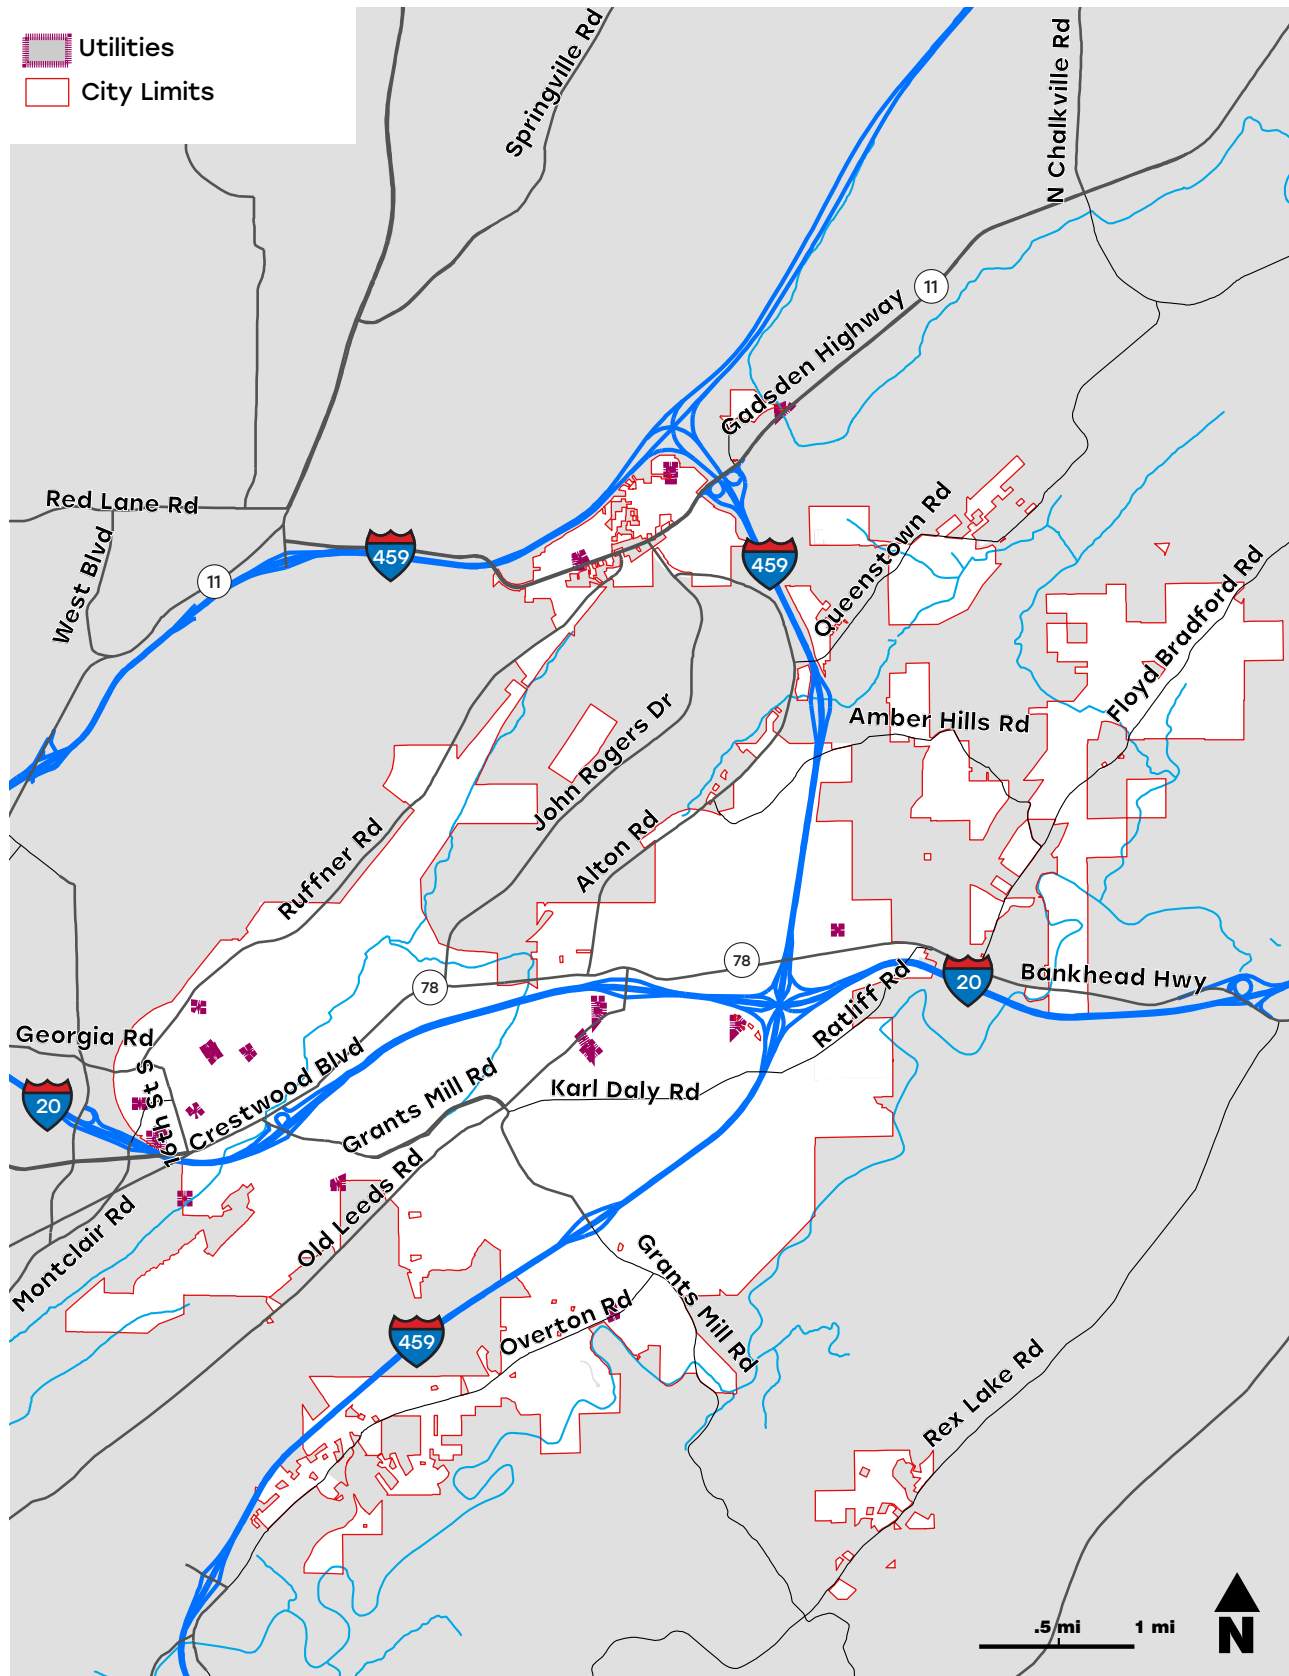 Utilities
City Limits
Springville Rd
N Chalkville Rd
11
Gadsden Highway
Red Lane Rd
West Blvd
459
11
459
Queenstown Rd
Floyd Bradford Rd
Amber Hills Rd
John Rogers Dr
Alton Rd
Ruffner Rd
78
78
20
Bankhead Hwy
Ratliff Rd
Georgia Rd
16th St S
20
Crestwood Blvd
Grants Mill Rd
Karl Daly Rd
Old Leeds Rd
Montclair Rd
Grants Mill Rd
Overton Rd
459
Rex Lake Rd
.5 mi
1 mi
N